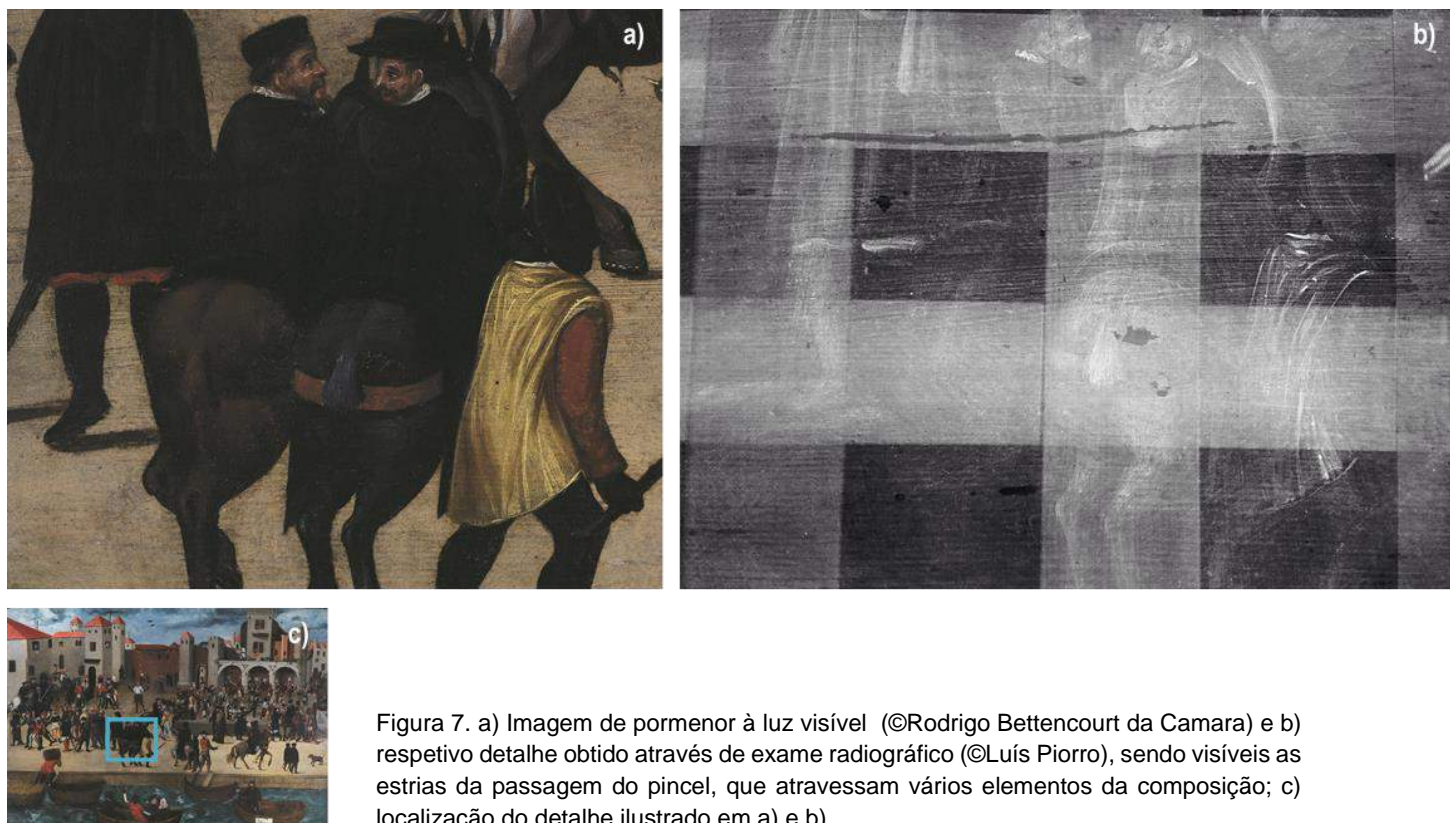 a)
b)
c)
Figura 7. a) Imagem de pormenor à luz visível (©Rodrigo Bettencourt da Camara) e b)
respetivo detalhe obtido através de exame radiográfico (©Luís Piorro), sendo visíveis as
estrias da passagem do pincel, que atravessam vários elementos da composição; c)
localização do detalhe ilustrado em a) e b)